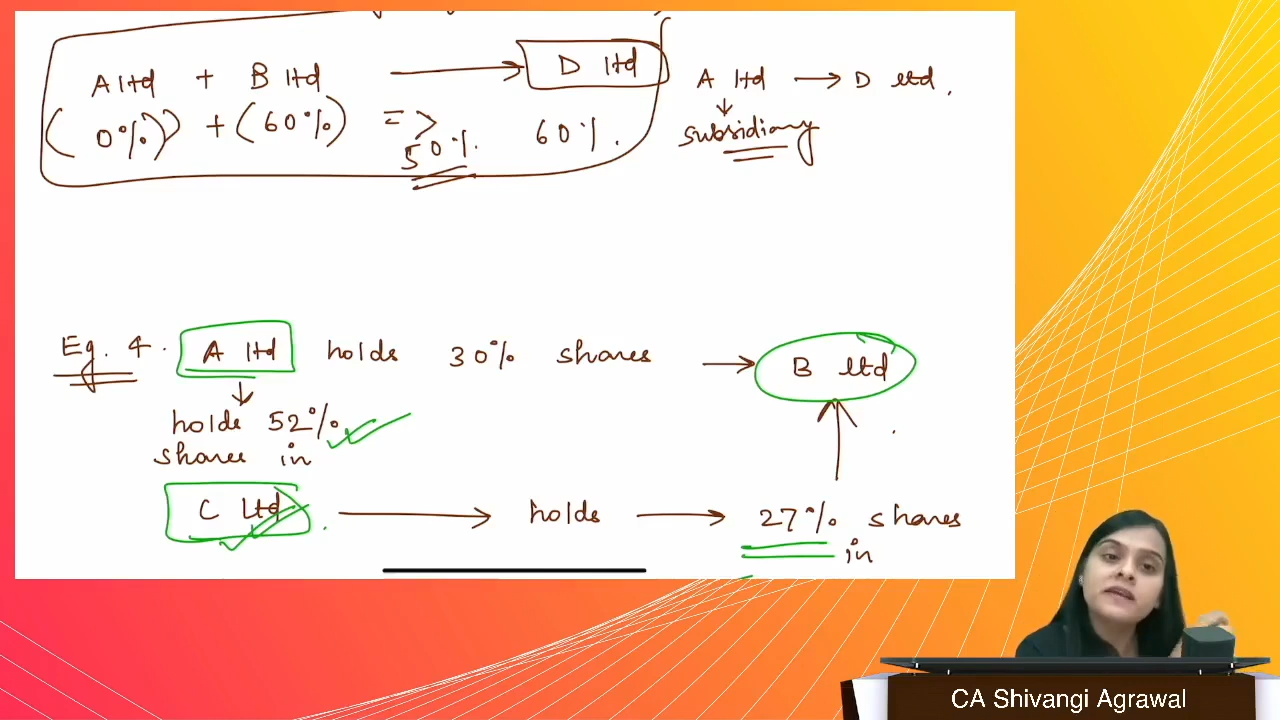 A ltd + B ltd → D ltd
(0%) + (60%) => 50% 60%.
A ltd → D ltd.
↓
subsidiary
Eg. 4. A ltd holds 30% shares → B ltd
↓
holds 52%
shares in
C Ltd. → holds → 27% shares
in
CA Shivangi Agrawal